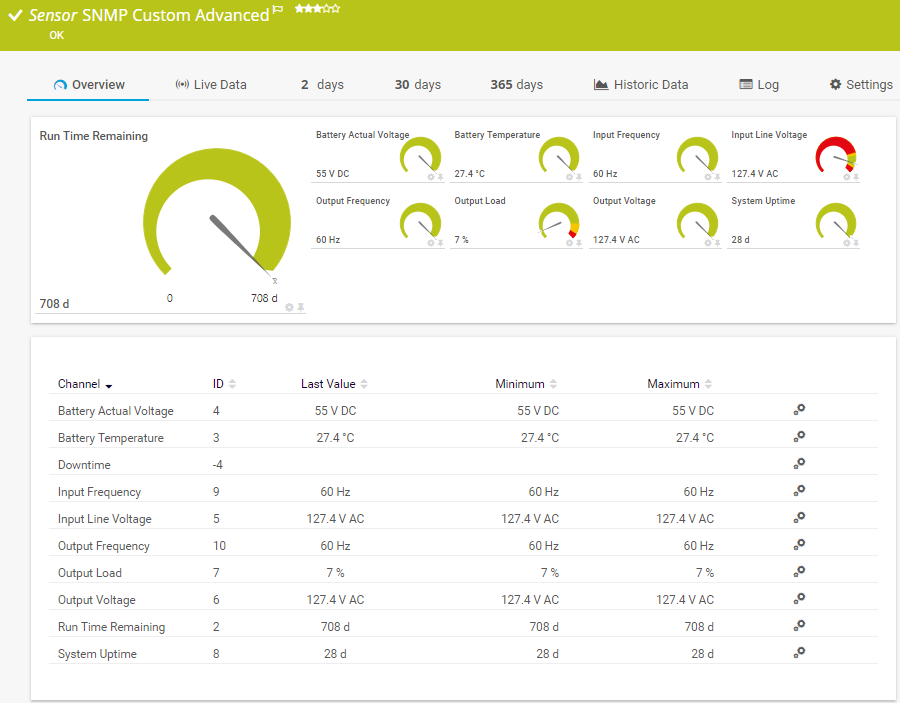 Sensor SNMP Custom Advanced
OK
Overview Live Data 2 days 30 days 365 days Historic Data Log Settings
Run Time Remaining
708 d
0 708 d
Battery Actual Voltage
55 V DC
Battery Temperature
27.4 °C
Input Frequency
60 Hz
Input Line Voltage
127.4 V AC
Output Frequency
60 Hz
Output Load
7 %
Output Voltage
127.4 V AC
System Uptime
28 d
Channel ID Last Value Minimum Maximum
Battery Actual Voltage 4 55 V DC 55 V DC 55 V DC
Battery Temperature 3 27.4 °C 27.4 °C 27.4 °C
Downtime -4
Input Frequency 9 60 Hz 60 Hz 60 Hz
Input Line Voltage 5 127.4 V AC 127.4 V AC 127.4 V AC
Output Frequency 10 60 Hz 60 Hz 60 Hz
Output Load 7 7 % 7 % 7 %
Output Voltage 6 127.4 V AC 127.4 V AC 127.4 V AC
Run Time Remaining 2 708 d 708 d 708 d
System Uptime 8 28 d 28 d 28 d